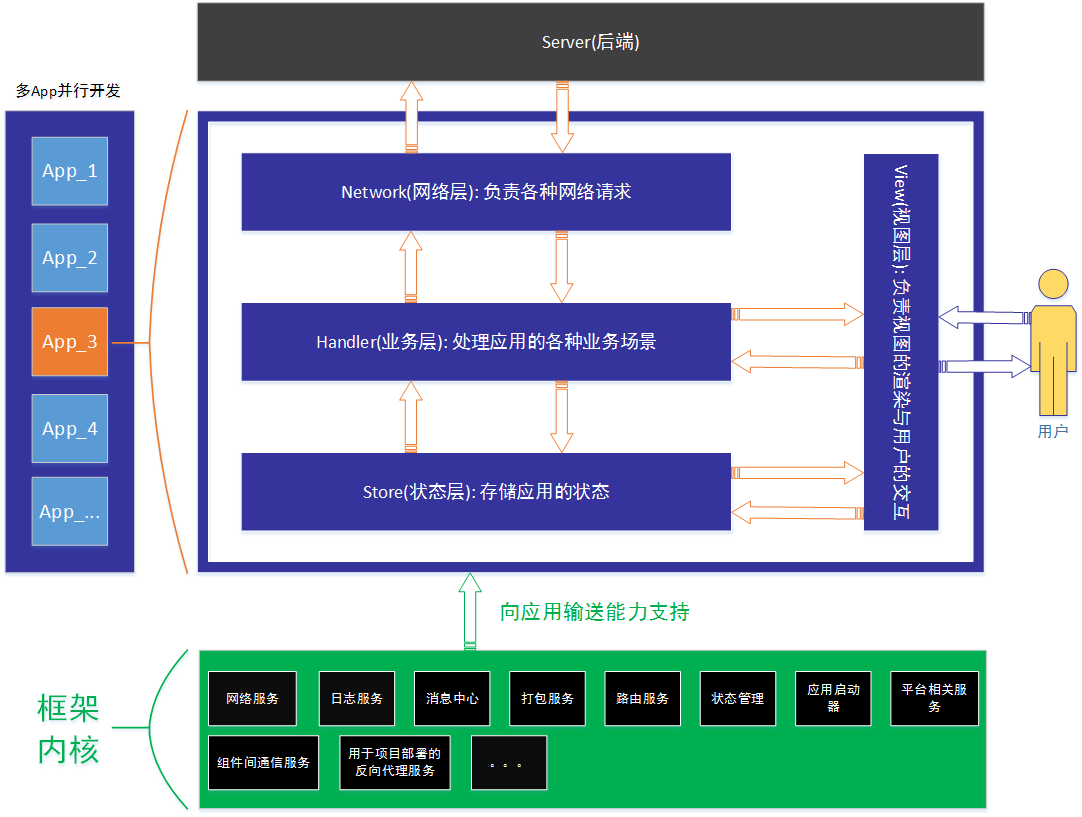 Server(后端)
多App并行开发
App_1
App_2
App_3
App_4
App_...
Network(网络层): 负责各种网络请求
Handler(业务层): 处理应用的各种业务场景
Store(状态层): 存储应用的状态
View(视图层): 负责视图的渲染与用户的交互
用户
向应用输送能力支持
框架
内核
网络服务
日志服务
消息中心
打包服务
路由服务
状态管理
应用启动
器
平台相关服
务
组件间通信服务
用于项目部署的
反向代理服务
。。。